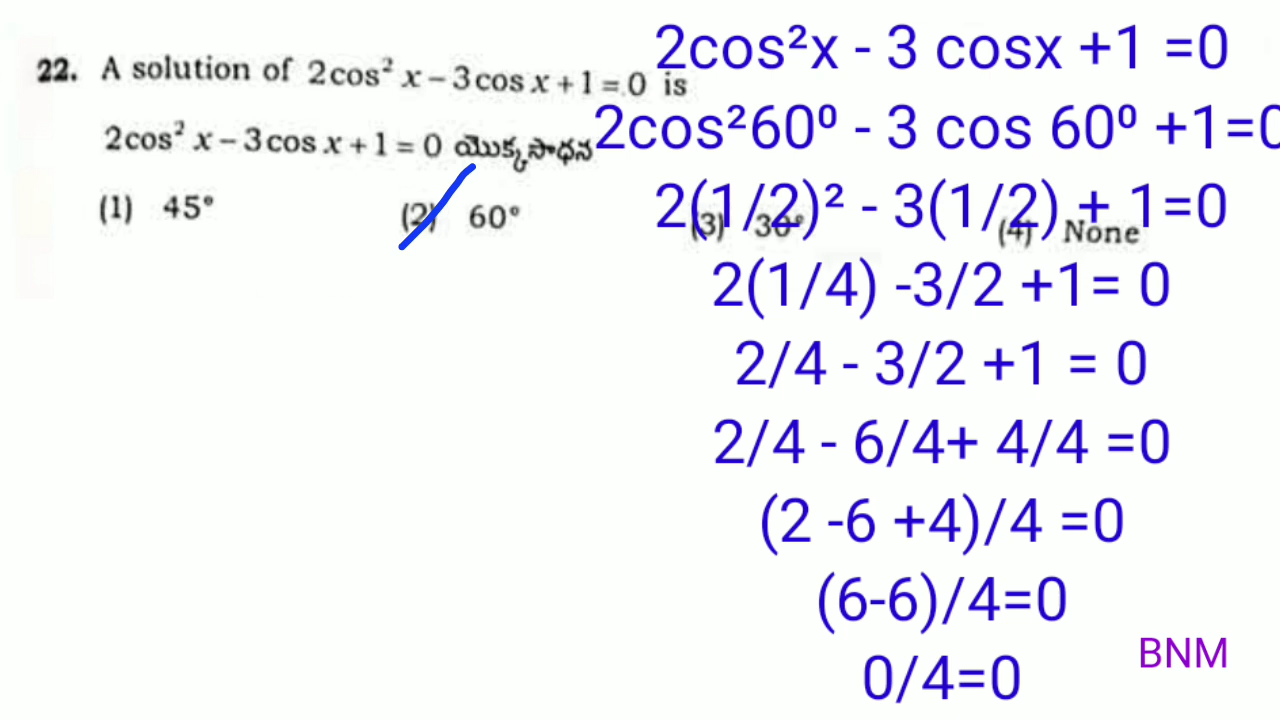 22. A solution of 2cos² x – 3cos x + 1 = 0 is
2cos² x – 3cos x + 1 = 0 యొక్క సాధన
(1) 45° (2) 60° (3) 30° (4) None
2cos²x - 3 cosx +1 =0
2cos²60⁰ - 3 cos 60⁰ +1=0
2(1/2)² - 3(1/2) + 1=0
2(1/4) -3/2 +1= 0
2/4 - 3/2 +1 = 0
2/4 - 6/4+ 4/4 =0
(2 -6 +4)/4 =0
(6-6)/4=0
0/4=0
BNM